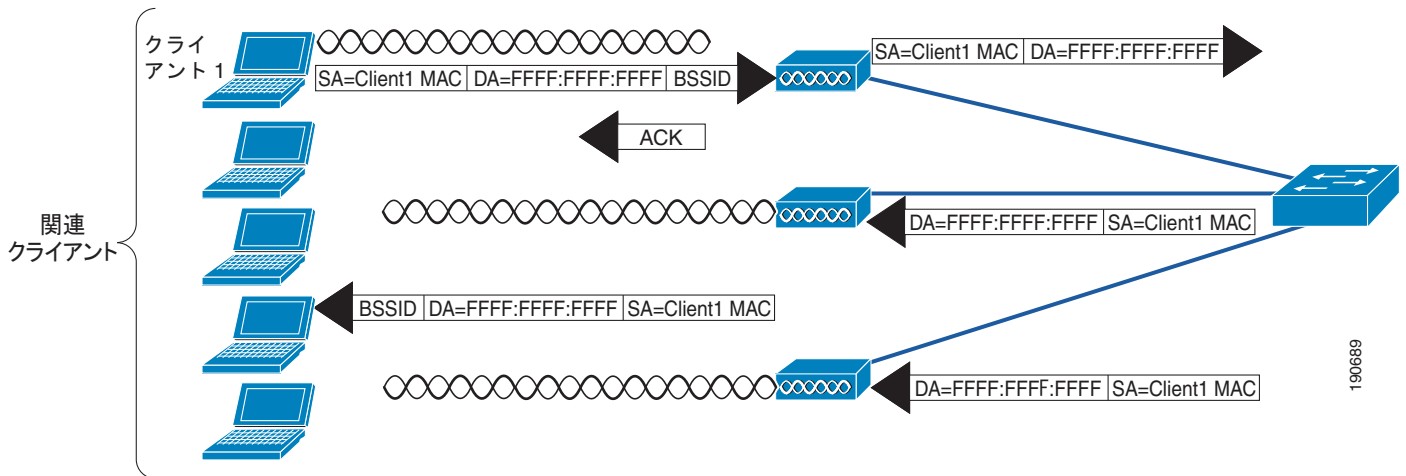 クライ
アント 1
SA=Client1 MAC DA=FFFF:FFFF:FFFF BSSID
SA=Client1 MAC DA=FFFF:FFFF:FFFF
ACK
関連
クライアント
DA=FFFF:FFFF:FFFF SA=Client1 MAC
BSSID DA=FFFF:FFFF:FFFF SA=Client1 MAC
DA=FFFF:FFFF:FFFF SA=Client1 MAC
190689